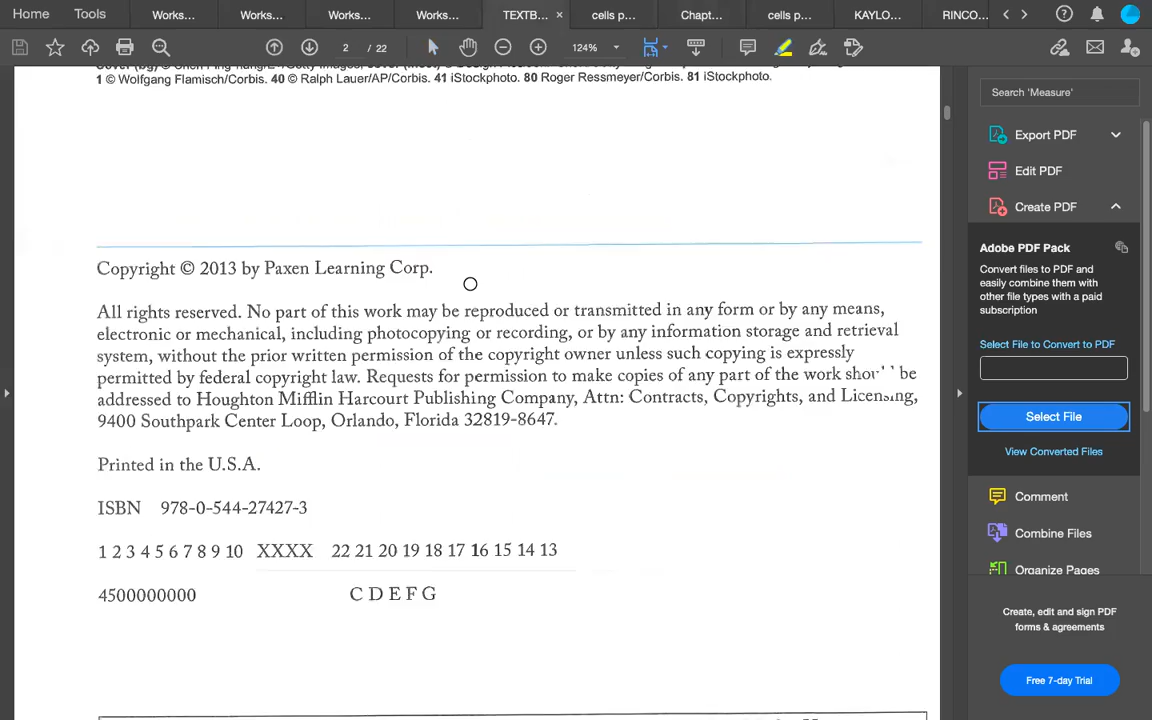 Home Tools Works... Works... Works... Works... TEXTB... × cells p... Chapt... cells p... KAYLO... RINCO...
2 / 22 124%
1 © Wolfgang Flamisch/Corbis. 40 © Ralph Lauer/AP/Corbis. 41 iStockphoto. 80 Roger Ressmeyer/Corbis. 81 iStockphoto.
Copyright © 2013 by Paxen Learning Corp.
All rights reserved. No part of this work may be reproduced or transmitted in any form or by any means,
electronic or mechanical, including photocopying or recording, or by any information storage and retrieval
system, without the prior written permission of the copyright owner unless such copying is expressly
permitted by federal copyright law. Requests for permission to make copies of any part of the work should be
addressed to Houghton Mifflin Harcourt Publishing Company, Attn: Contracts, Copyrights, and Licensing,
9400 Southpark Center Loop, Orlando, Florida 32819-8647.
Printed in the U.S.A.
ISBN 978-0-544-27427-3
1 2 3 4 5 6 7 8 9 10 XXXX 22 21 20 19 18 17 16 15 14 13
4500000000 C D E F G
Search 'Measure'
Export PDF
Edit PDF
Create PDF
Adobe PDF Pack
Convert files to PDF and
easily combine them with
other file types with a paid
subscription
Select File to Convert to PDF
Select File
View Converted Files
Comment
Combine Files
Organize Pages
Create, edit and sign PDF
forms & agreements
Free 7-day Trial